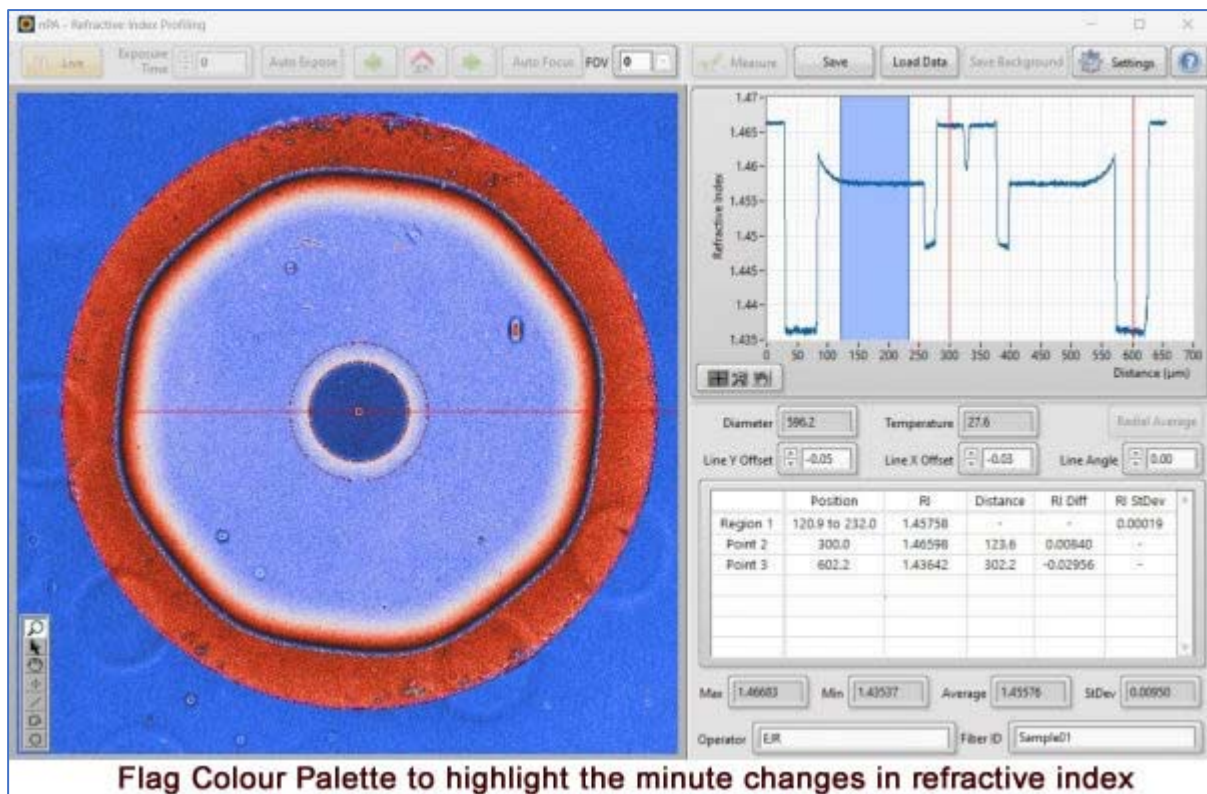 nPA - Refractive Index Profiling
Live Exposure Time 0 Auto Expose Auto Focus FOV 0 Measure Save Load Data Save Background Settings
1.47
1.465
1.46
1.455
1.45
1.445
1.44
1.435
Refractive Index
0 50 100 150 200 250 300 350 400 450 500 550 600 650 700
Distance (µm)
Diameter 596.2 Temperature 27.6 Radial Average
Line Y Offset -0.05 Line X Offset -0.03 Line Angle 0.00
Position RI Distance RI Diff RI StDev
Region 1 120.9 to 232.0 1.45758 - - 0.00019
Point 2 300.0 1.46598 123.6 0.00840 -
Point 3 602.2 1.43642 302.2 -0.02956 -
Max 1.46683 Min 1.43537 Average 1.45576 StDev 0.00950
Operator EJR Fiber ID Sample01
Flag Colour Palette to highlight the minute changes in refractive index